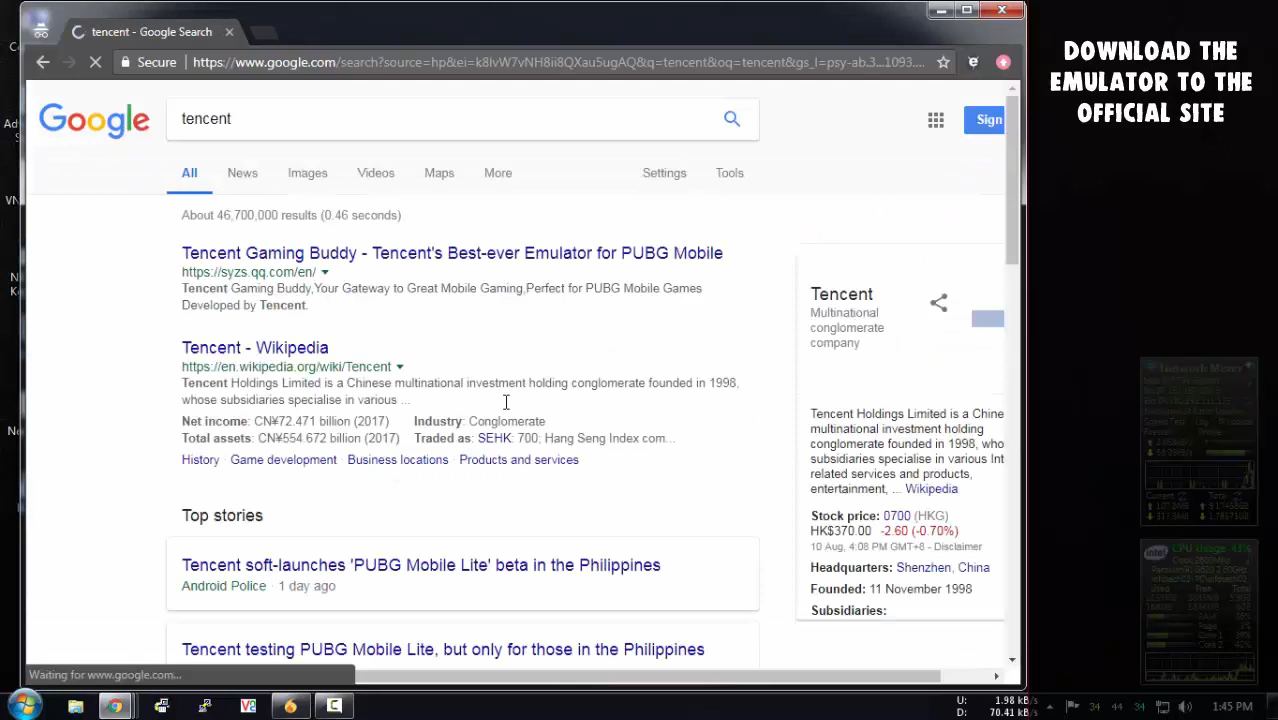 tencent - Google Search
DOWNLOAD THE
EMULATOR TO THE
OFFICIAL SITE
Secure
https://www.google.com/search?source=hp&ei=k8IvW7vNH8ii8QXau5ugAQ&q=tencent&oq=tencent&gs_l=psy-ab.3...1093...
Google
tencent
Sign
All
News
Images
Videos
Maps
More
Settings
Tools
About 46,700,000 results (0.46 seconds)
Tencent Gaming Buddy - Tencent's Best-ever Emulator for PUBG Mobile
https://syzs.qq.com/en/
Tencent Gaming Buddy,Your Gateway to Great Mobile Gaming,Perfect for PUBG Mobile Games
Developed by Tencent.
Tencent - Wikipedia
https://en.wikipedia.org/wiki/Tencent
Tencent Holdings Limited is a Chinese multinational investment holding conglomerate founded in 1998,
whose subsidiaries specialise in various ...
Net income: CN¥72.471 billion (2017)
Industry: Conglomerate
Total assets: CN¥554.672 billion (2017)
Traded as: SEHK: 700; Hang Seng Index com...
History · Game development · Business locations · Products and services
Top stories
Tencent soft-launches 'PUBG Mobile Lite' beta in the Philippines
Android Police · 1 day ago
Tencent testing PUBG Mobile Lite, but only for those in the Philippines
Tencent
Multinational
conglomerate
company
Tencent Holdings Limited is a Chine
multinational investment holding
conglomerate founded in 1998, who
subsidiaries specialise in various Int
related services and products,
entertainment, ... Wikipedia
Stock price: 0700 (HKG)
HK$370.00 -2.60 (-0.70%)
10 Aug, 4:08 PM GMT+8 - Disclaimer
Headquarters: Shenzhen, China
Founded: 11 November 1998
Subsidiaries:
Network Meter
Current
Total
CPU Usage
Waiting for www.google.com...
U: 1.98 kB/s
D: 70.41 kB/s
34
44
34
1:45 PM